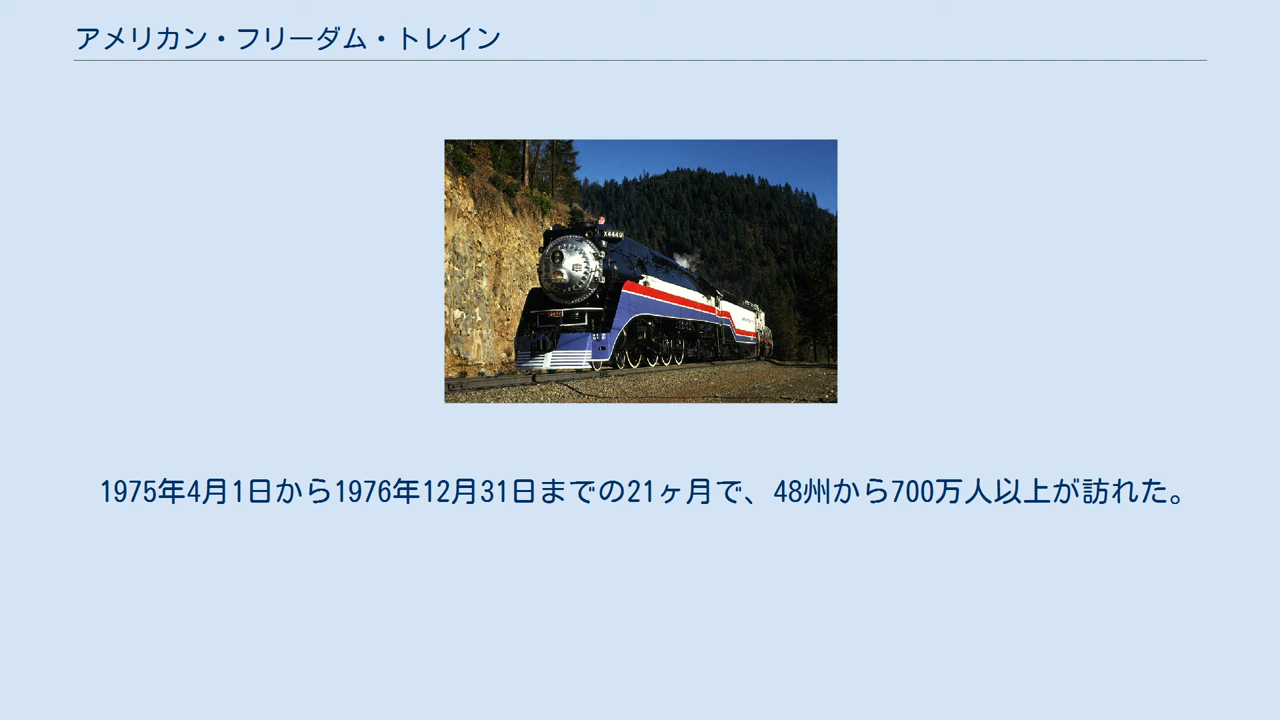 アメリカン・フリーダム・トレイン
1975年4月1日から1976年12月31日までの21ヶ月で、48州から700万人以上が訪れた。